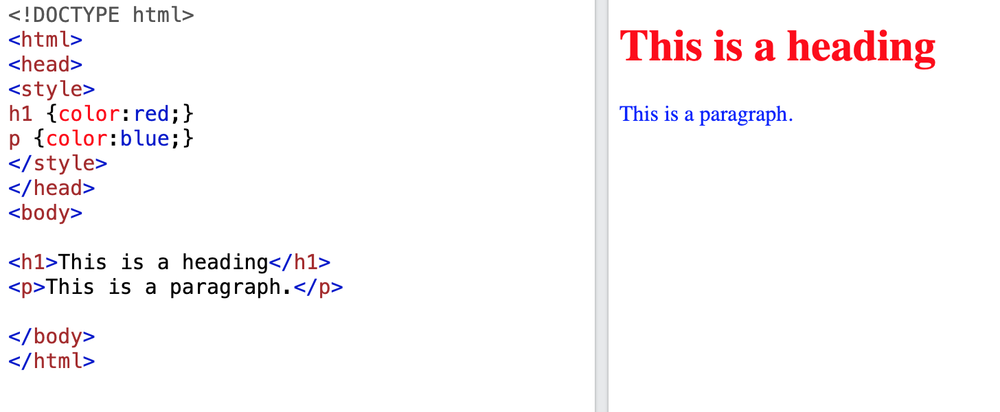 <!DOCTYPE html>
<html>
<head>
<style>
h1 {color:red;}
p {color:blue;}
</style>
</head>
<body>
<h1>This is a heading</h1>
<p>This is a paragraph.</p>
</body>
</html>
This is a heading
This is a paragraph.